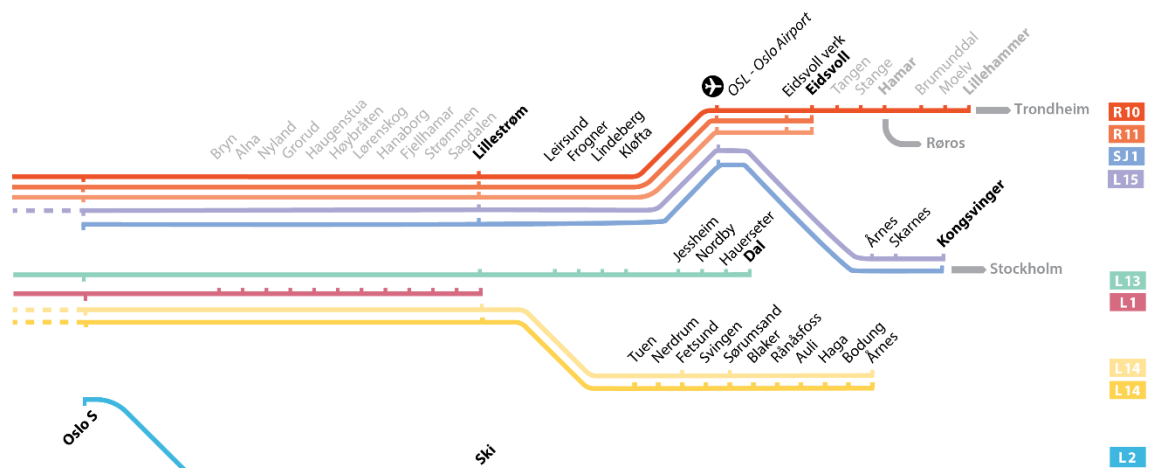 OSL - Oslo Airport
Eidsvoll verk
Eidsvoll
Tangen
Stange
Hamar
Brumunddal
Moelv
Lillehammer
Trondheim
R10
R11
Røros
Bryn
Alna
Nyland
Grorud
Haugenstua
Høybråten
Lørenskog
Hanaborg
Fjellhamar
Strømmen
Sagdalen
Lillestrøm
Leirsund
Frogner
Lindeberg
Kløfta
SJ1
L15
Årnes
Skarnes
Kongsvinger
Jessheim
Nordby
Hauerseter
Dal
Stockholm
L13
L1
Tuen
Nerdrum
Fetsund
Svingen
Sørumsand
Blaker
Rånåsfoss
Auli
Haga
Bodung
Årnes
L14
L14
Oslo S
Ski
L2